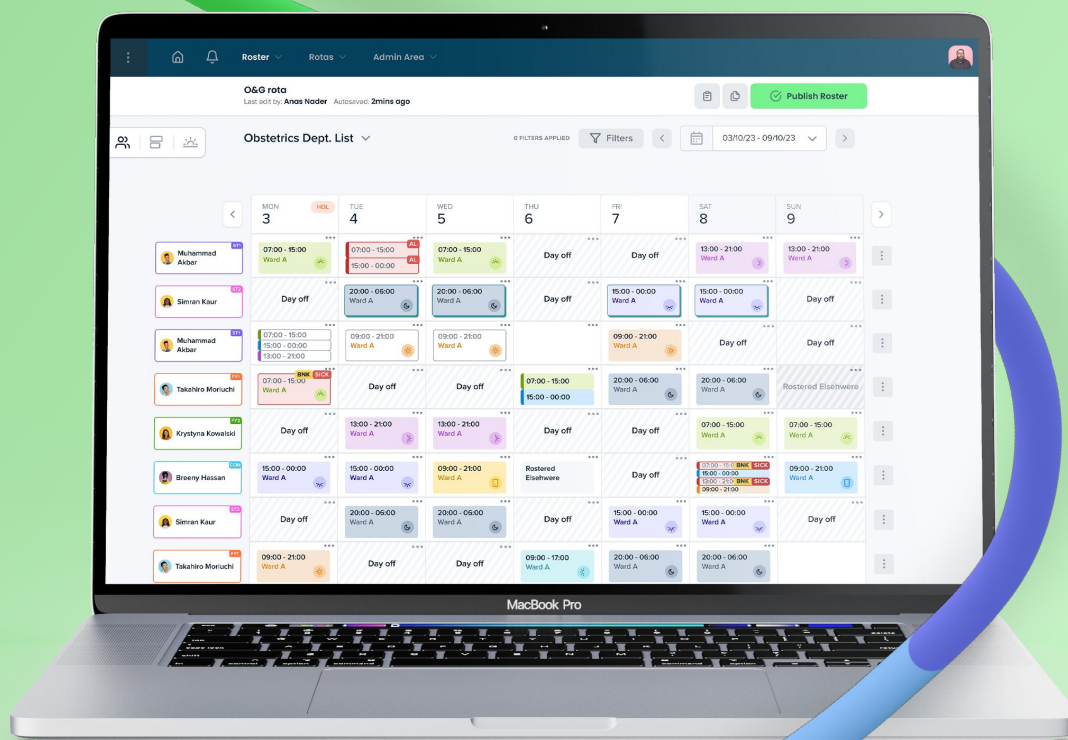 Roster Rotas Admin Area
O&G rota
Last edit by: Anas Nader Autosaved: 2mins ago
Publish Roster
Obstetrics Dept. List
0 FILTERS APPLIED Filters 03/10/23 - 09/10/23
MON 3 HOL
TUE 4
WED 5
THU 6
FRI 7
SAT 8
SUN 9
ST1
Muhammad
Akbar
07:00 - 15:00
Ward A
AL
07:00 - 15:00
AL
15:00 - 00:00
07:00 - 15:00
Ward A
Day off
Day off
13:00 - 21:00
Ward A
13:00 - 21:00
Ward A
ST2
Simran Kaur
Day off
20:00 - 06:00
Ward A
20:00 - 06:00
Ward A
Day off
15:00 - 00:00
Ward A
15:00 - 00:00
Ward A
Day off
ST1
Muhammad
Akbar
07:00 - 15:00
15:00 - 00:00
13:00 - 21:00
09:00 - 21:00
Ward A
09:00 - 21:00
Ward A
09:00 - 21:00
Ward A
Day off
Day off
Takahiro Moriuchi
BNK SICK
07:00 - 15:00
Ward A
Day off
Day off
07:00 - 15:00
15:00 - 00:00
20:00 - 06:00
Ward A
20:00 - 06:00
Ward A
Rostered Elsehwere
Krystyna Kowalski
Day off
13:00 - 21:00
Ward A
13:00 - 21:00
Ward A
Day off
Day off
07:00 - 15:00
Ward A
07:00 - 15:00
Ward A
CON
Breeny Hassan
15:00 - 00:00
Ward A
15:00 - 00:00
Ward A
09:00 - 21:00
Ward A
Rostered
Elsehwere
Day off
07:00 - 15:0 BNK SICK
15:00 - 00:00
13:00 - 21:0 BNK SICK
09:00 - 21:00
09:00 - 21:00
Ward A
ST2
Simran Kaur
Day off
20:00 - 06:00
Ward A
20:00 - 06:00
Ward A
Day off
15:00 - 00:00
Ward A
15:00 - 00:00
Ward A
Day off
Takahiro Moriuchi
09:00 - 21:00
Ward A
Day off
Day off
09:00 - 17:00
Ward A
20:00 - 06:00
Ward A
20:00 - 06:00
Ward A
MacBook Pro